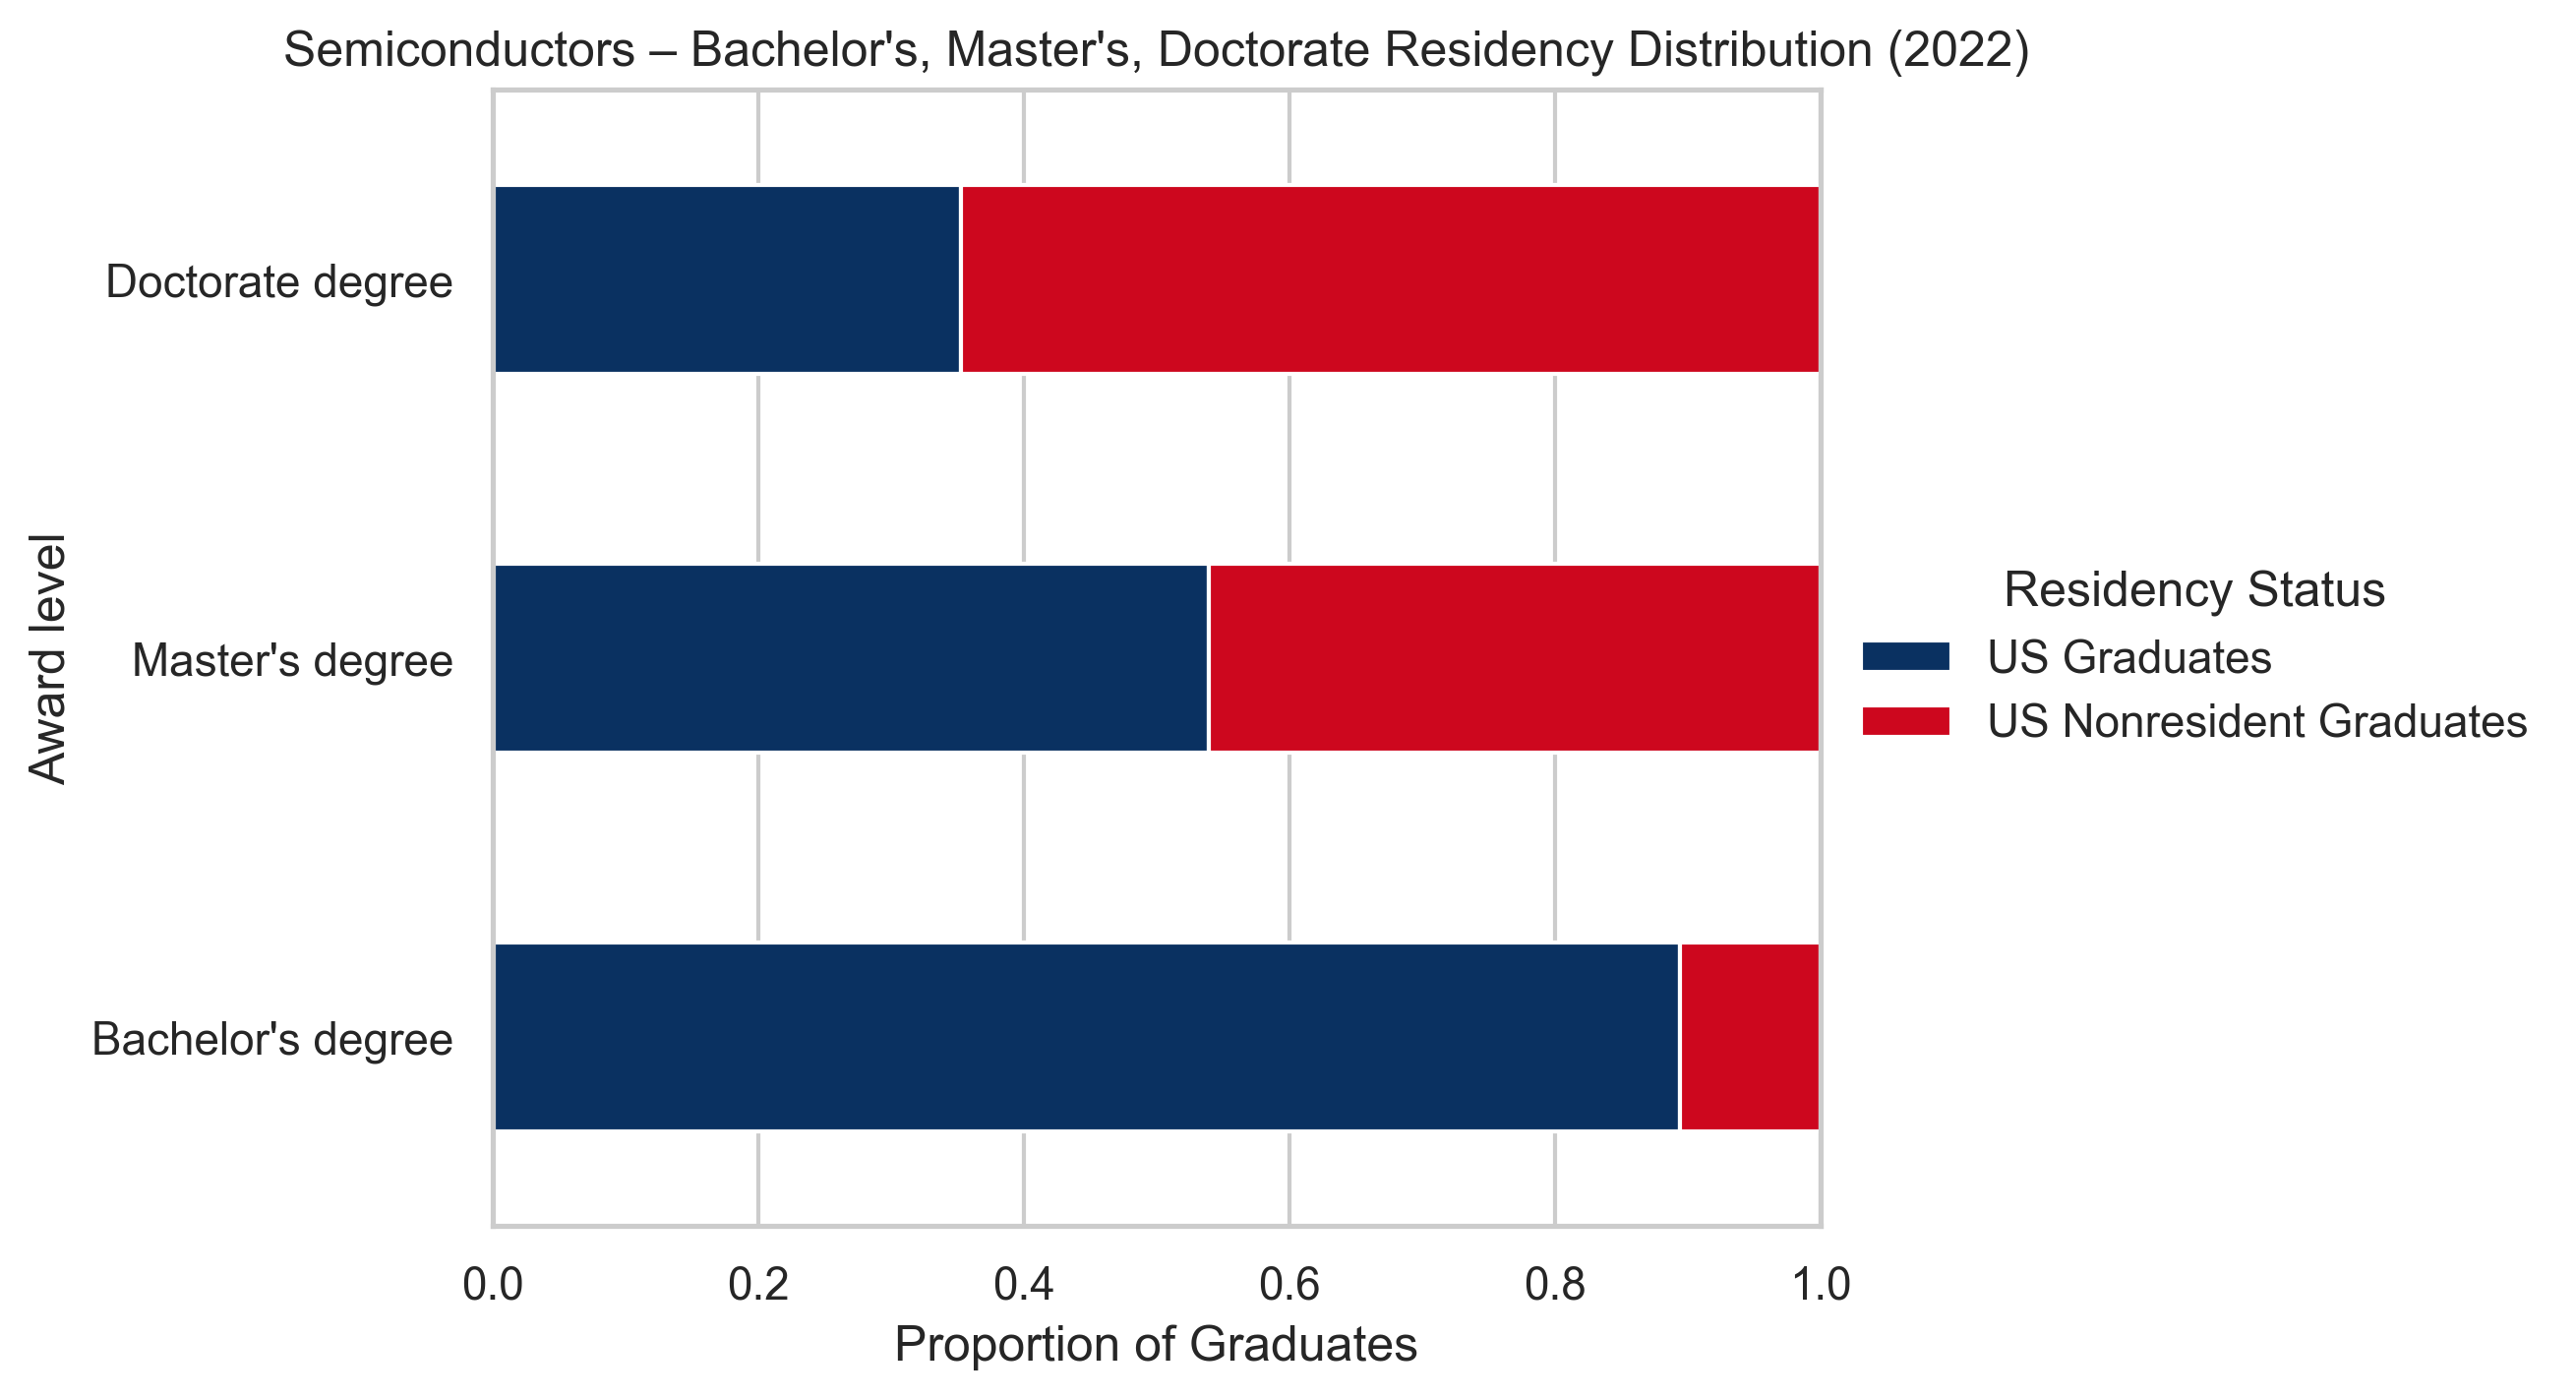 Semiconductors – Bachelor's, Master's, Doctorate Residency Distribution (2022)
Award level
Doctorate degree
Master's degree
Bachelor's degree
0.0 0.2 0.4 0.6 0.8 1.0
Proportion of Graduates
Residency Status
US Graduates
US Nonresident Graduates